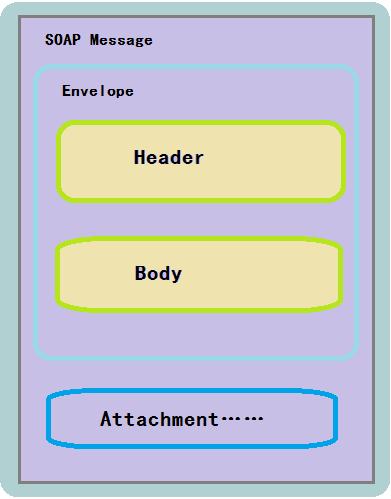 SOAP Message
Envelope
Header
Body
Attachment……